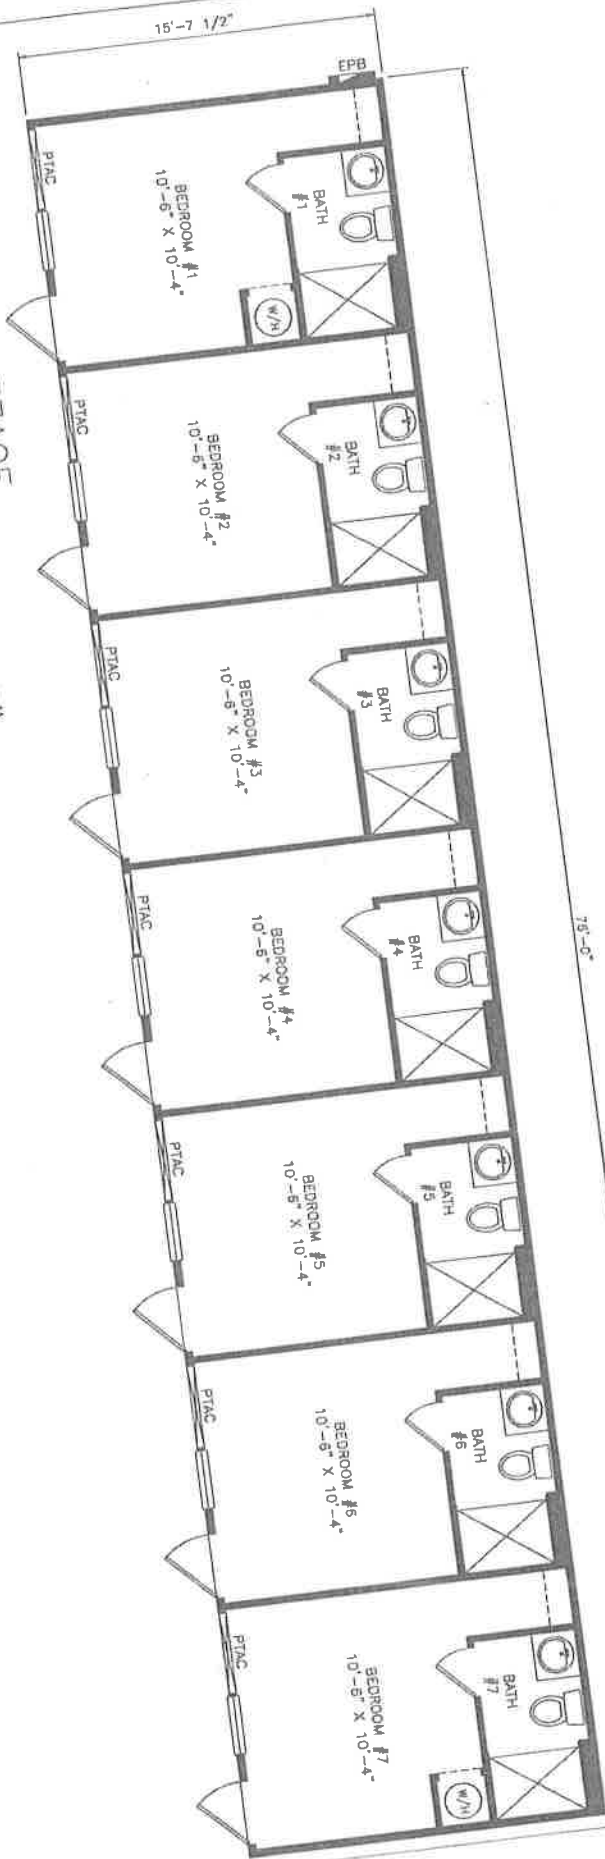 15'-7 1/2"
EPB
75'-0"
PTAC
BEDROOM #1
10'-6" X 10'-4"
BATH
#1
W/H
PTAC
BEDROOM #2
10'-6" X 10'-4"
BATH
#2
PTAC
BEDROOM #3
10'-6" X 10'-4"
BATH
#3
PTAC
BEDROOM #4
10'-6" X 10'-4"
BATH
#4
PTAC
BEDROOM #5
10'-6" X 10'-4"
BATH
#5
PTAC
BEDROOM #6
10'-6" X 10'-4"
BATH
#6
PTAC
BEDROOM #7
10'-6" X 10'-4"
BATH
#7
W/H